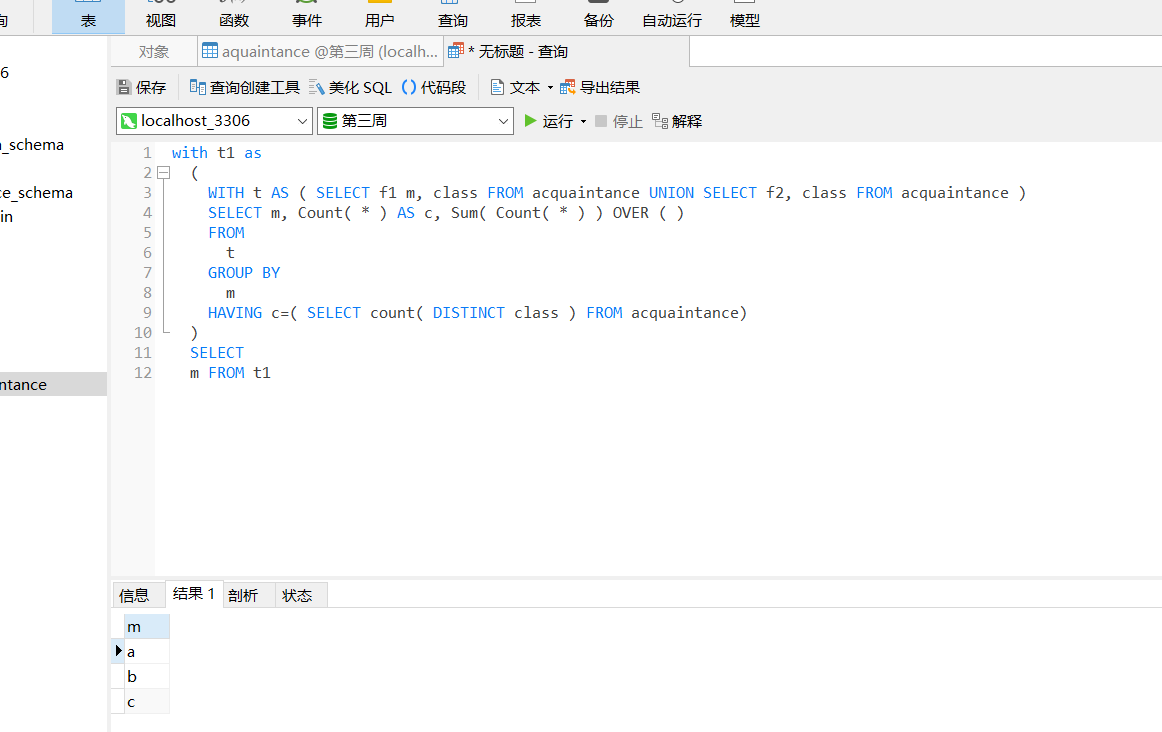 表 视图 函数 事件 用户 查询 报表 备份 自动运行 模型
对象 aquaintance @第三周 (localh... * 无标题 - 查询
保存 查询创建工具 美化 SQL () 代码段 文本 导出结果
localhost_3306 第三周 运行 停止 解释
6
_schema
ce_schema
in
ntance
1 with t1 as
2 (
3 WITH t AS ( SELECT f1 m, class FROM acquaintance UNION SELECT f2, class FROM acquaintance )
4 SELECT m, Count( * ) AS c, Sum( Count( * ) ) OVER ( )
5 FROM
6 t
7 GROUP BY
8 m
9 HAVING c=( SELECT count( DISTINCT class ) FROM acquaintance)
10 )
11 SELECT
12 m FROM t1
信息 结果 1 剖析 状态
m
a
b
c